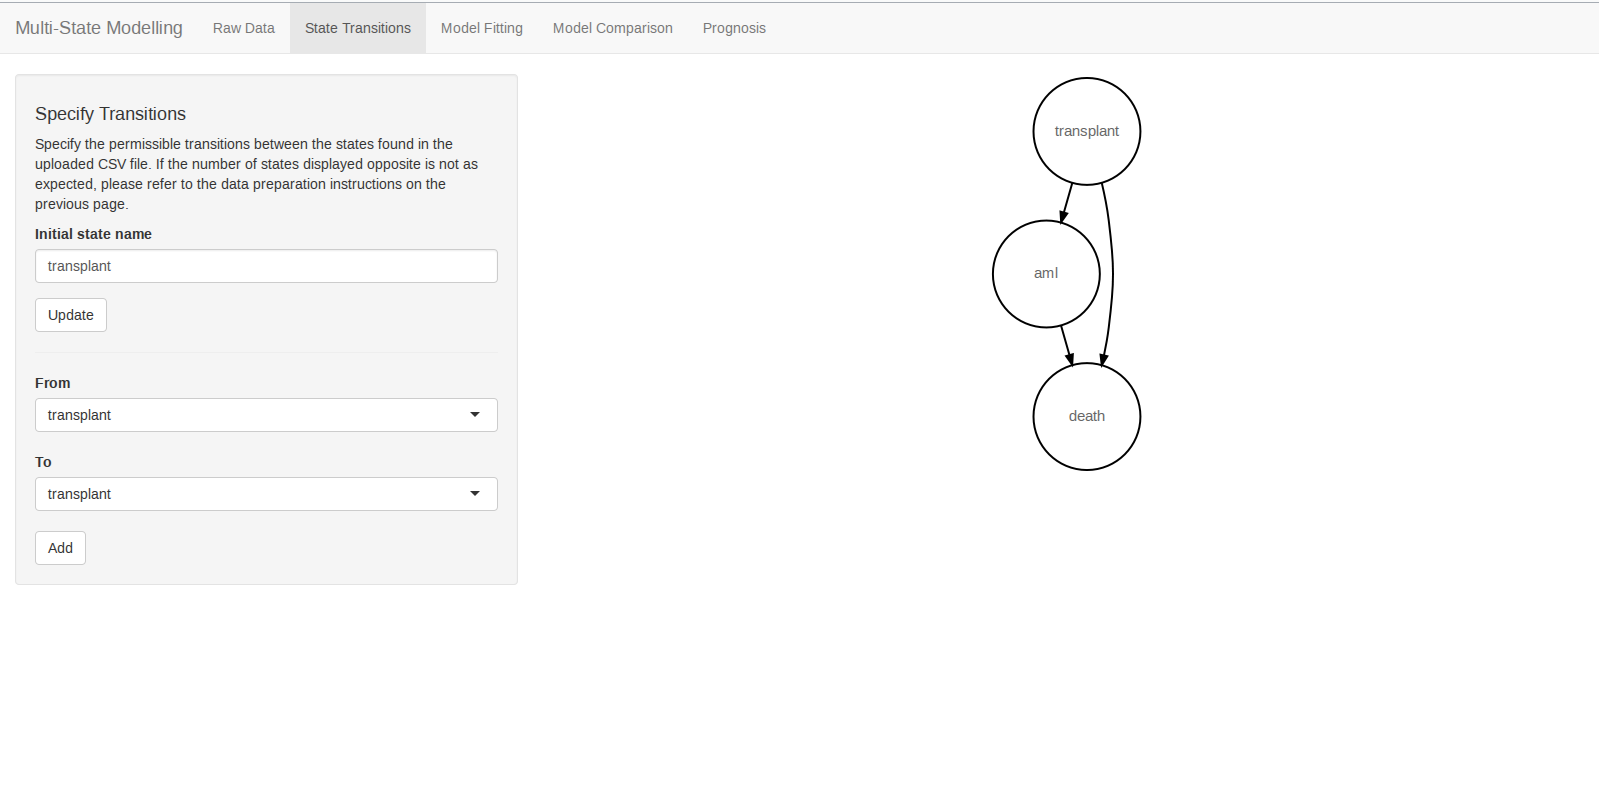 Multi-State Modelling Raw Data State Transitions Model Fitting Model Comparison Prognosis
Specify Transitions
Specify the permissible transitions between the states found in the
uploaded CSV file. If the number of states displayed opposite is not as
expected, please refer to the data preparation instructions on the
previous page.
Initial state name
transplant
Update
From
transplant
To
transplant
Add
transplant
aml
death